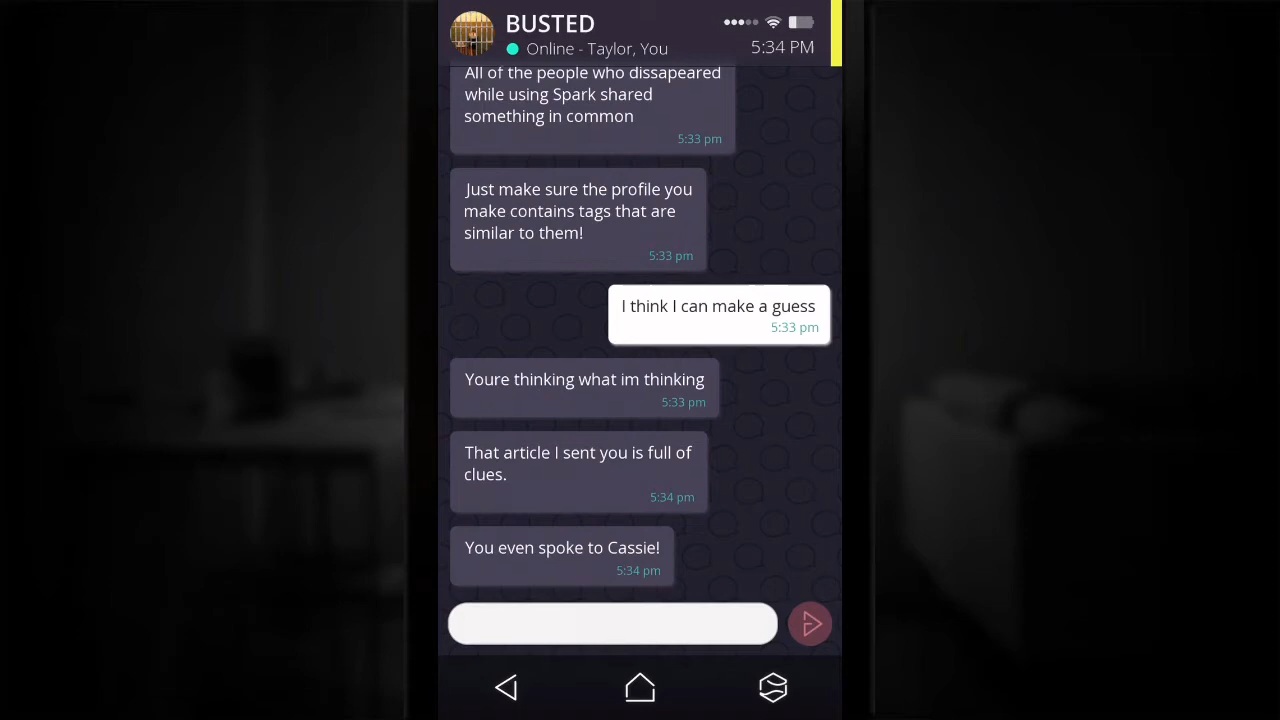 BUSTED
Online - Taylor, You
5:34 PM
All of the people who dissapeared
while using Spark shared
something in common
5:33 pm
Just make sure the profile you
make contains tags that are
similar to them!
5:33 pm
I think I can make a guess
5:33 pm
Youre thinking what im thinking
5:33 pm
That article I sent you is full of
clues.
5:34 pm
You even spoke to Cassie!
5:34 pm